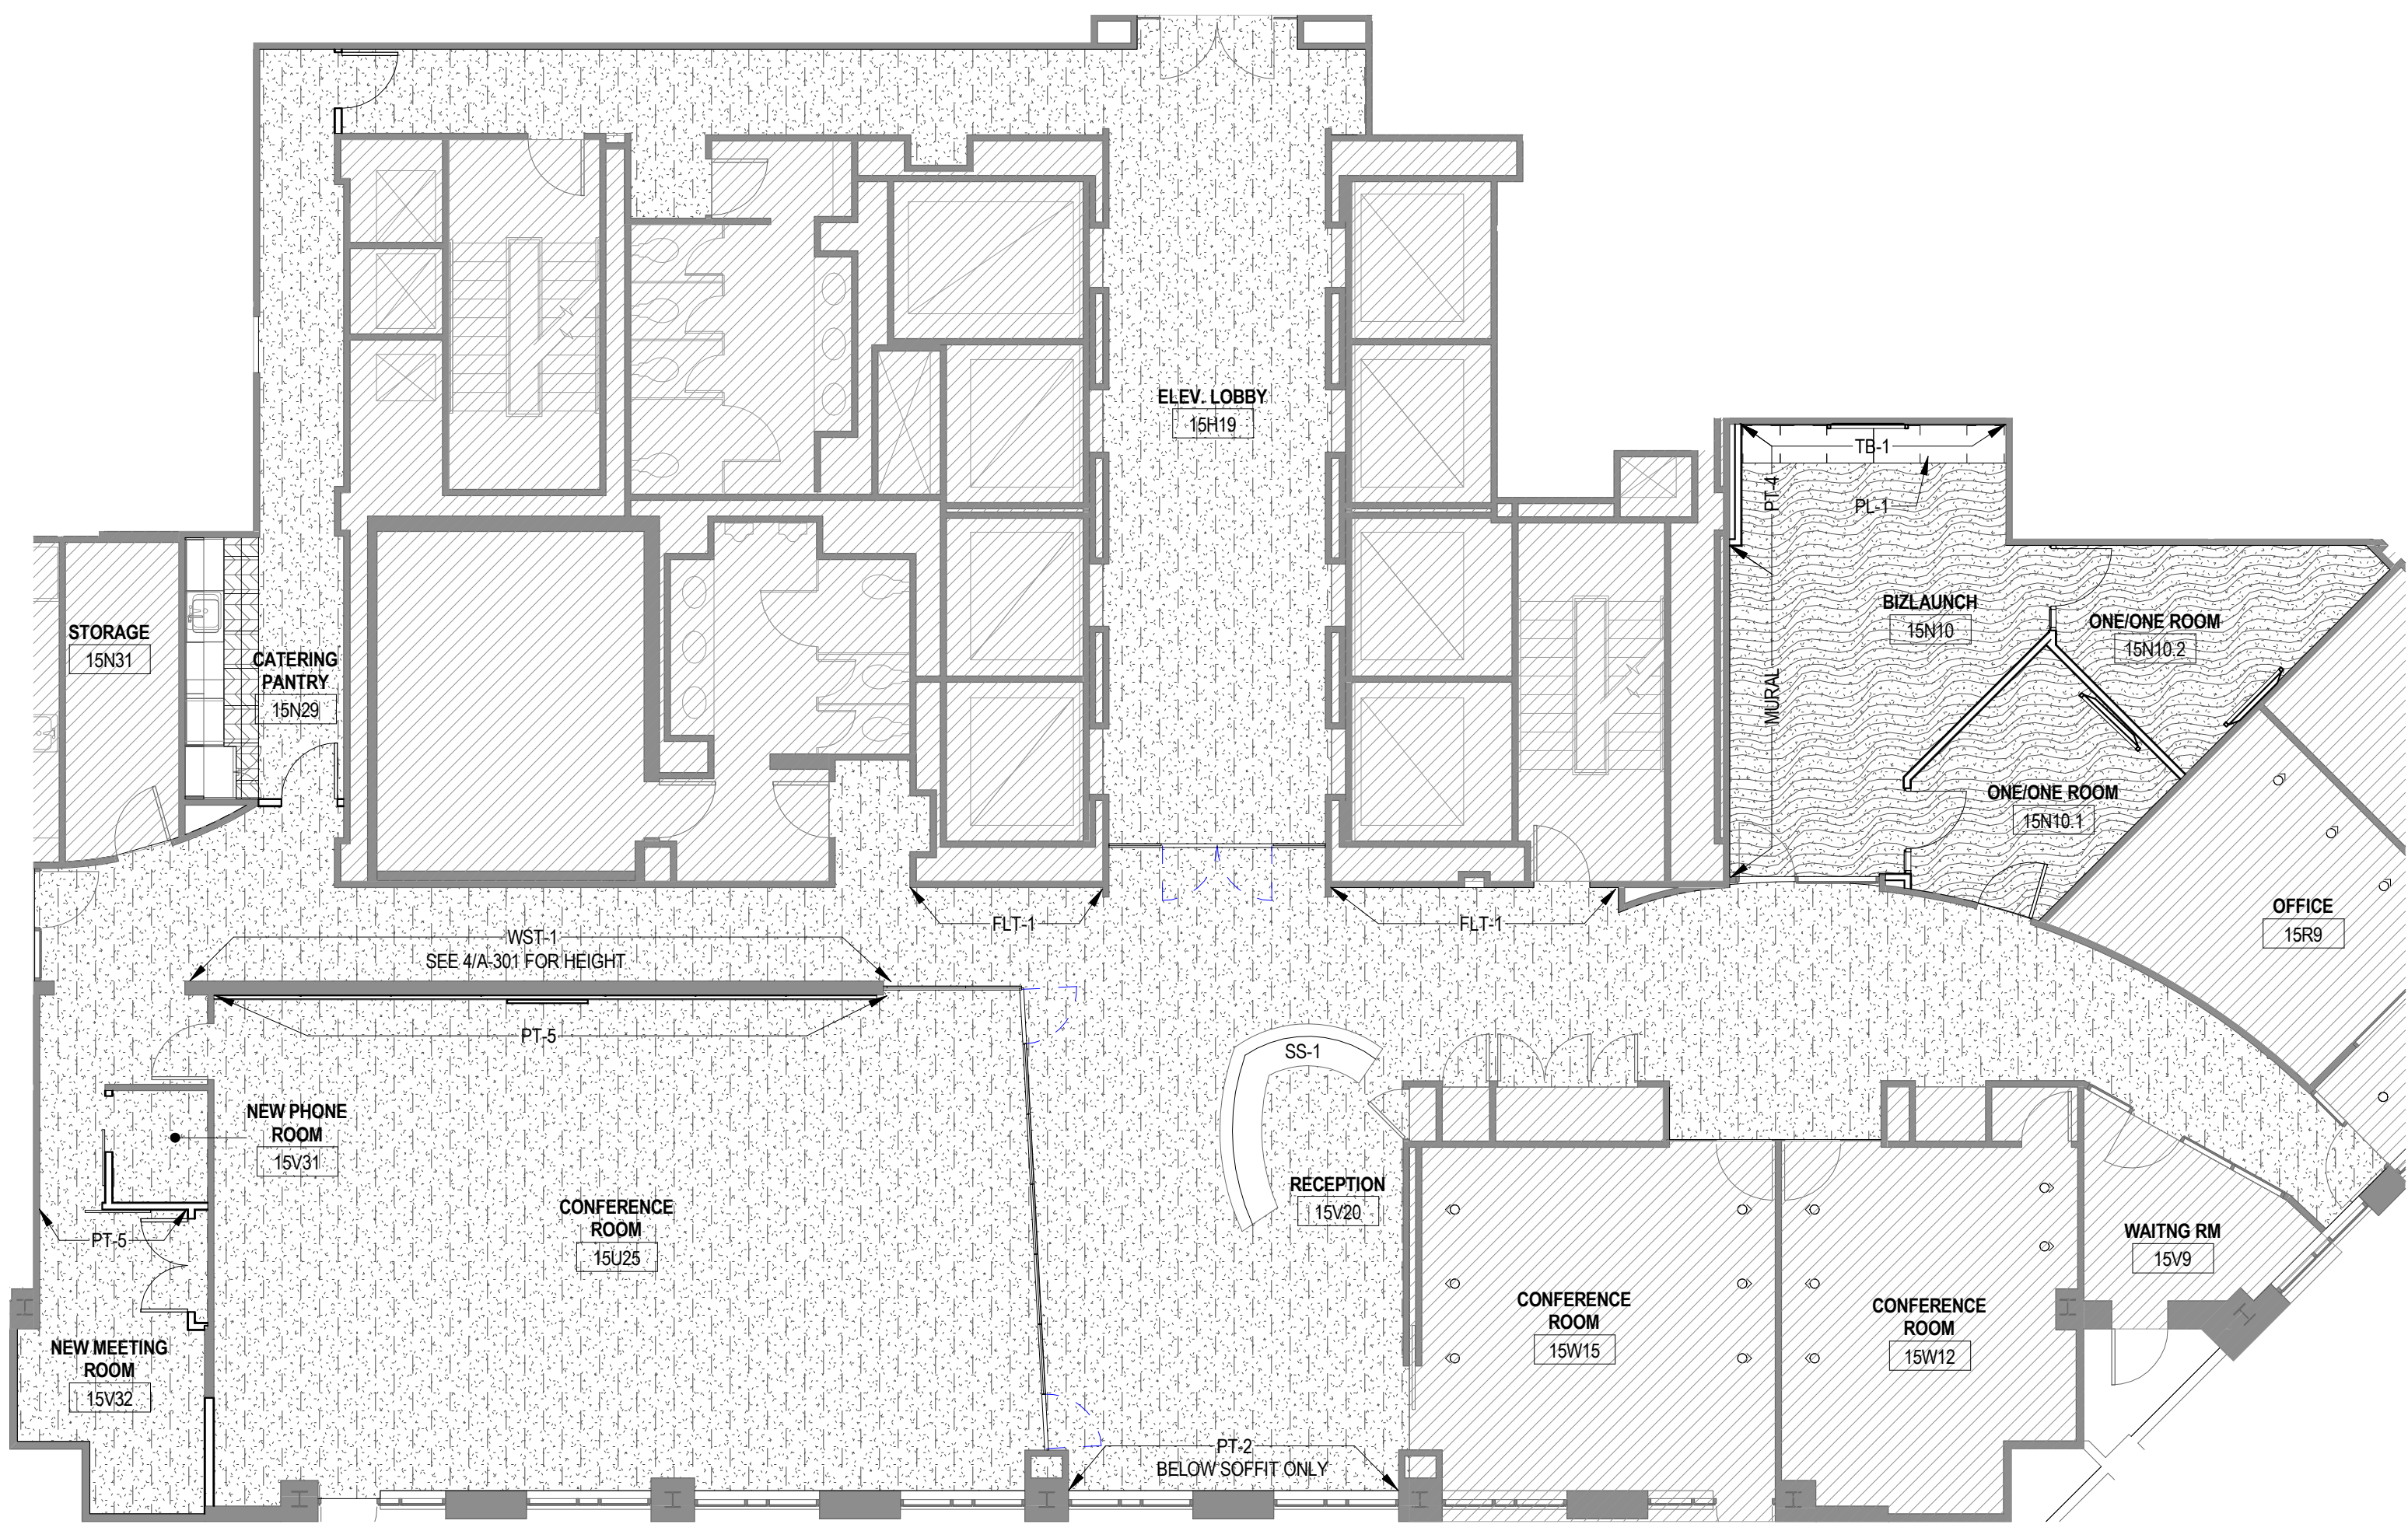 ELEV. LOBBY
15H19
TB-1
PT-4
PL-1
MURAL
BIZLAUNCH
15N10
ONE/ONE ROOM
15N10.2
ONE/ONE ROOM
15N10.1
STORAGE
15N31
CATERING
PANTRY
15N29
OFFICE
15R9
FLT-1
FLT-1
WST-1
SEE 4/A-301 FOR HEIGHT
PT-5
SS-1
NEW PHONE
ROOM
15V31
CONFERENCE
ROOM
15U25
RECEPTION
15V20
PT-5
WAITNG RM
15V9
CONFERENCE
ROOM
15W15
CONFERENCE
ROOM
15W12
NEW MEETING
ROOM
15V32
PT-2
BELOW SOFFIT ONLY